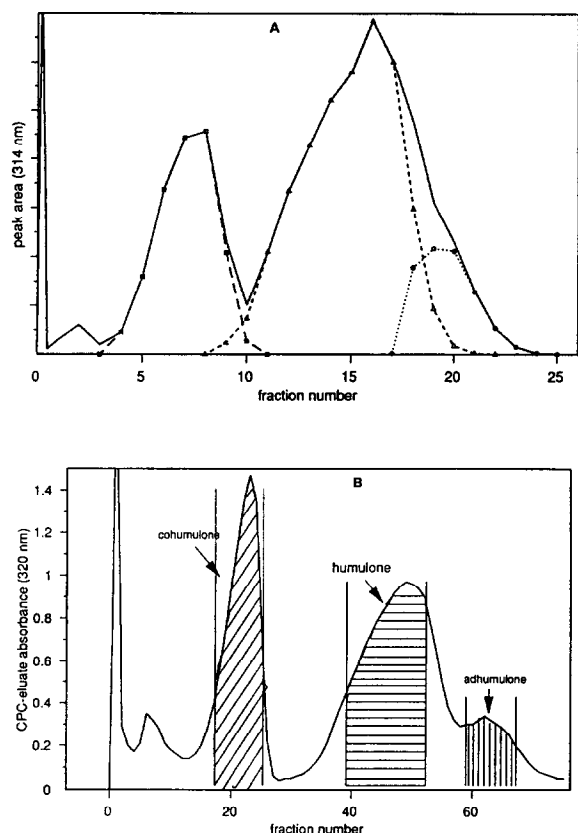 A
peak area (314 nm)
0 5 10 15 20 25
fraction number
B
CPC-eluate absorbance (320 nm)
1.4
1.2
1
0.8
0.6
0.4
0.2
0
cohumulone
humulone
adhumulone
0 20 40 60
fraction number